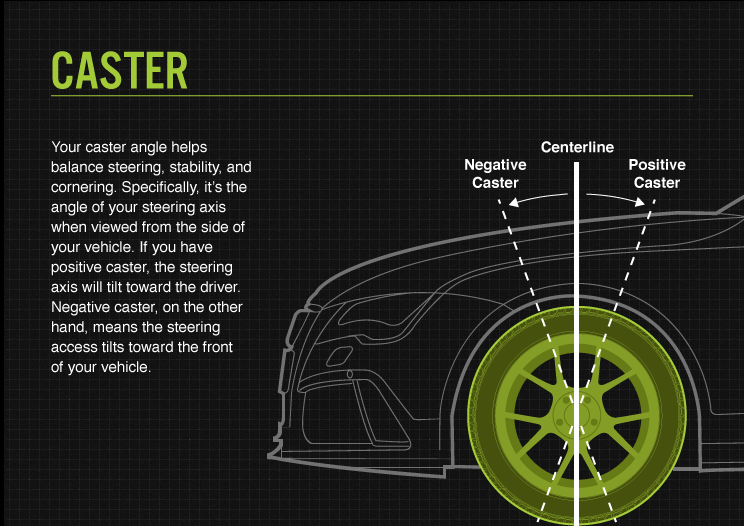 CASTER
Your caster angle helps
balance steering, stability, and
cornering. Specifically, it's the
angle of your steering axis
when viewed from the side of
your vehicle. If you have
positive caster, the steering
axis will tilt toward the driver.
Negative caster, on the other
hand, means the steering
access tilts toward the front
of your vehicle.
Centerline
Negative
Caster
Positive
Caster